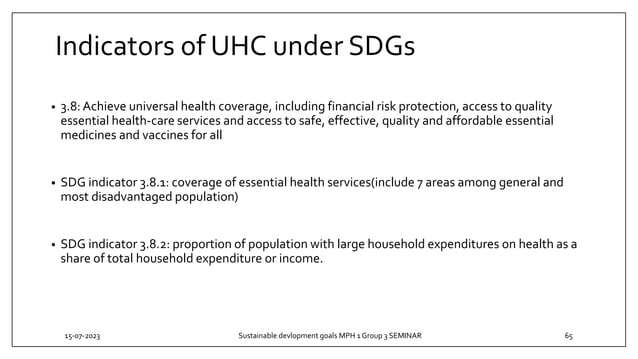 Indicators of UHC under SDGs
▪ 3.8: Achieve universal health coverage, including financial risk protection, access to quality
essential health-care services and access to safe, effective, quality and affordable essential
medicines and vaccines for all
▪ SDG indicator 3.8.1: coverage of essential health services(include 7 areas among general and
most disadvantaged population)
▪ SDG indicator 3.8.2: proportion of population with large household expenditures on health as a
share of total household expenditure or income.
15-07-2023 Sustainable devlopment goals MPH 1 Group 3 SEMINAR 65